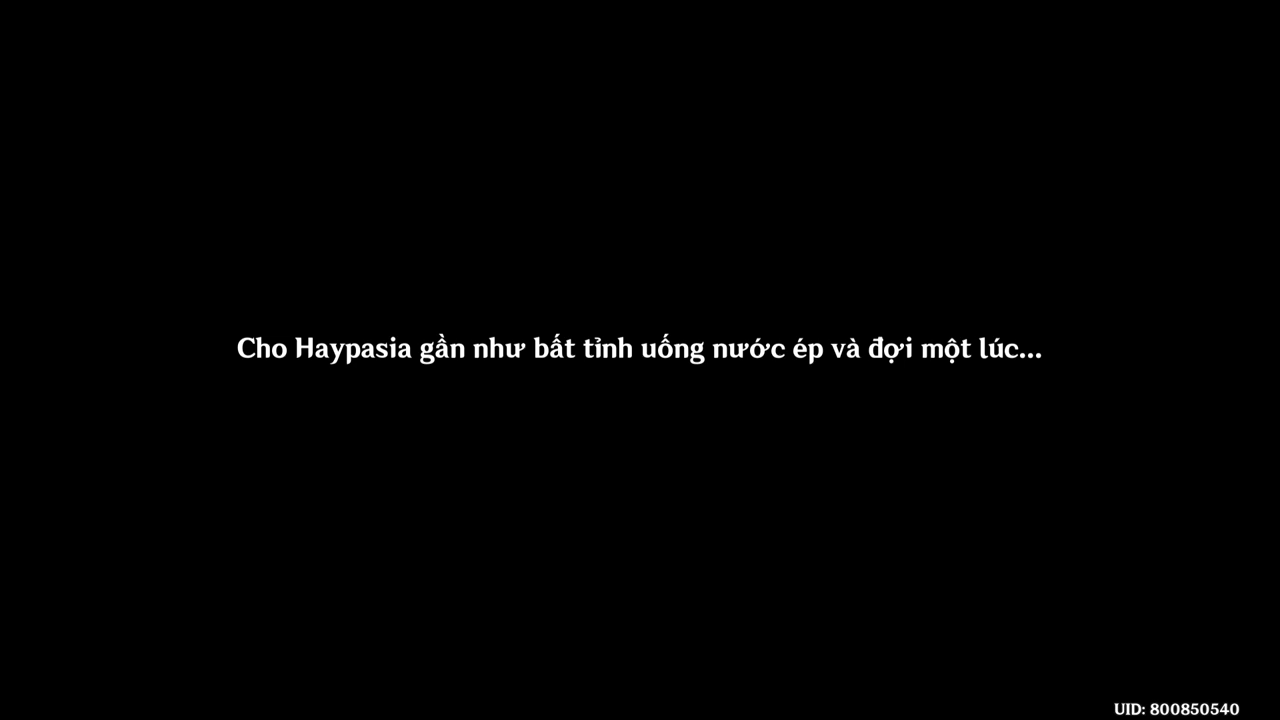 Cho Haypasia gần như bất tỉnh uống nước ép và đợi một lúc...
UID: 800850540